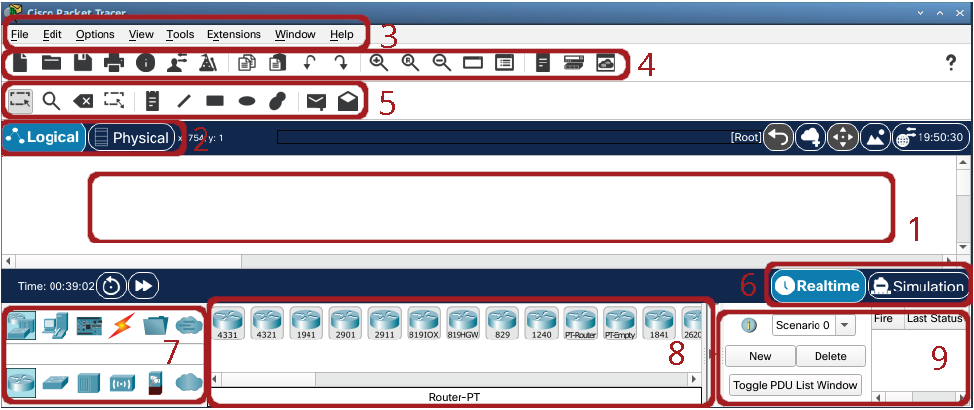 Cisco Packet Tracer
File Edit Options View Tools Extensions Window Help 3
4
?
5
Logical Physical 2 x: 754, y: 1 [Root] 19:50:30
1
Time: 00:39:02 6 Realtime Simulation
4331 4321 1941 2901 2911 819IOX 819HGW 829 1240 PT-Router PT-Empty 1841 2620
7 8
Scenario 0 Fire Last Status
New Delete 9
Toggle PDU List Window
Router-PT